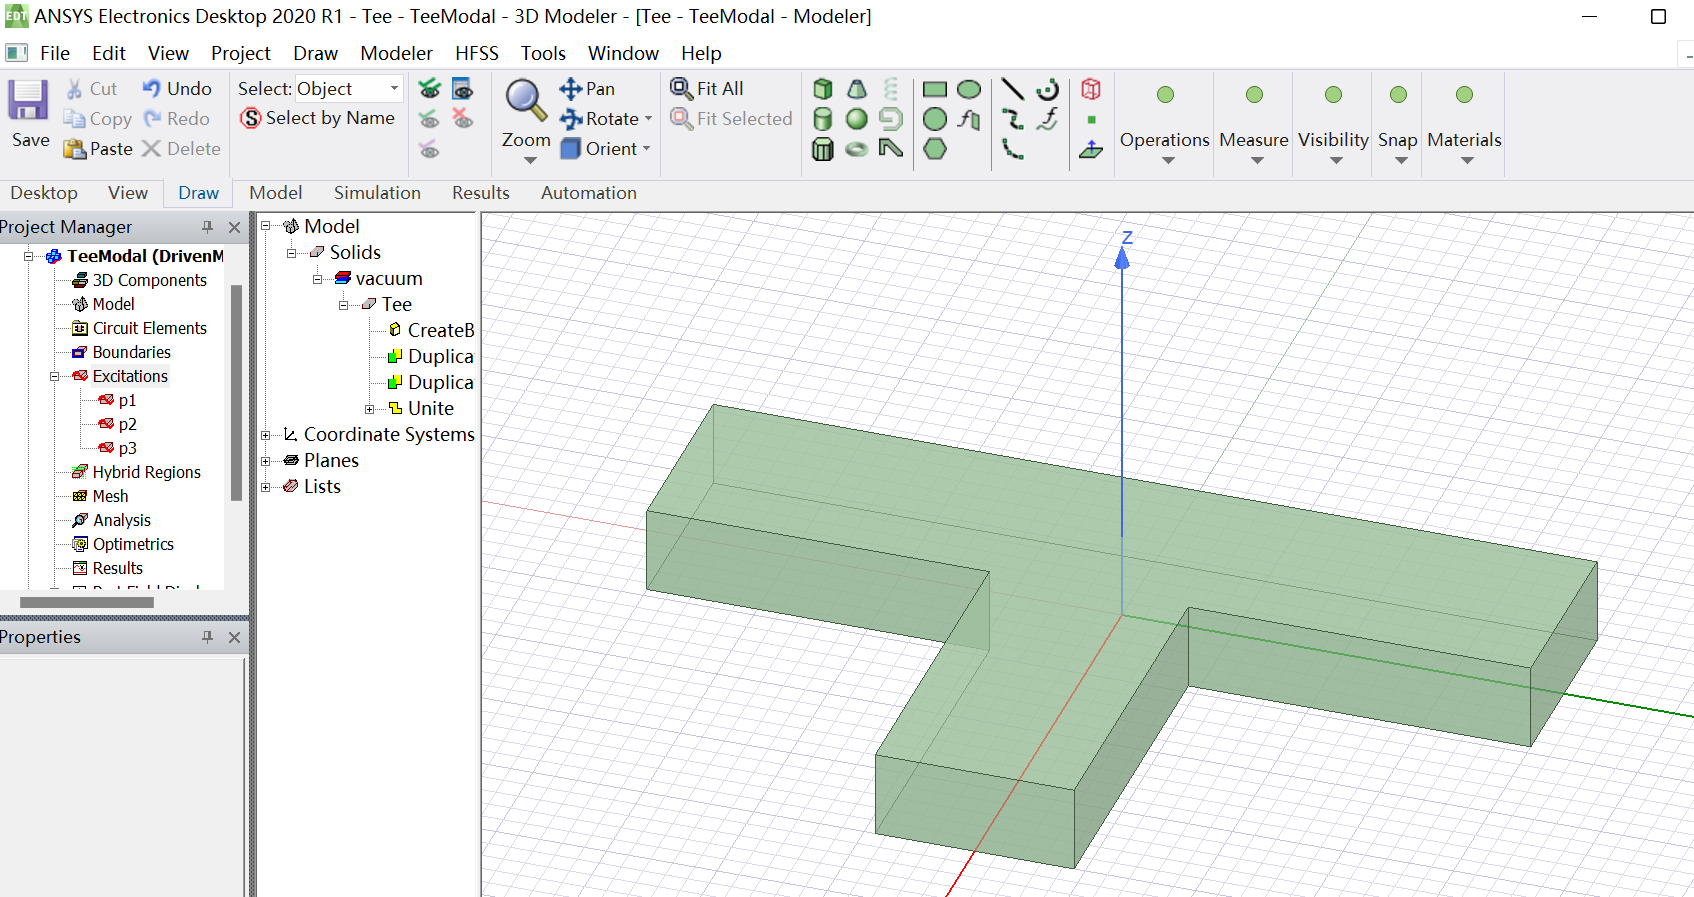 EDT ANSYS Electronics Desktop 2020 R1 - Tee - TeeModal - 3D Modeler - [Tee - TeeModal - Modeler]
File Edit View Project Draw Modeler HFSS Tools Window Help
Save
Cut
Copy
Paste
Undo
Redo
Delete
Select: Object
Select by Name
Zoom
Pan
Rotate
Orient
Fit All
Fit Selected
Operations
Measure
Visibility
Snap
Materials
Desktop View Draw Model Simulation Results Automation
Project Manager
TeeModal (DrivenM
3D Components
Model
Circuit Elements
Boundaries
Excitations
p1
p2
p3
Hybrid Regions
Mesh
Analysis
Optimetrics
Results
Properties
Model
Solids
vacuum
Tee
CreateB
Duplica
Duplica
Unite
Coordinate Systems
Planes
Lists
Z